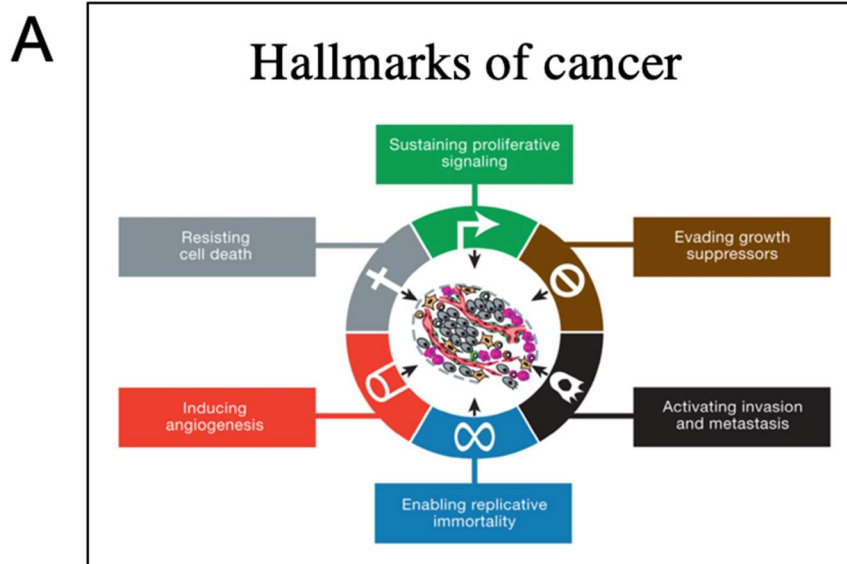 A
Hallmarks of cancer
Sustaining proliferative
signaling
Resisting
cell death
Evading growth
suppressors
Inducing
angiogenesis
Activating invasion
and metastasis
Enabling replicative
immortality